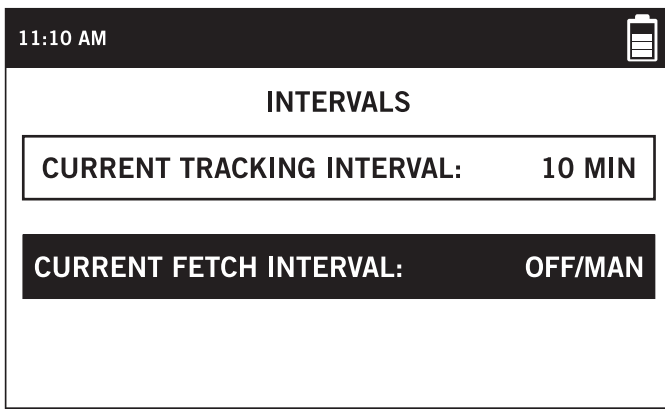 11:10 AM
INTERVALS
CURRENT TRACKING INTERVAL: 10 MIN
CURRENT FETCH INTERVAL: OFF/MAN